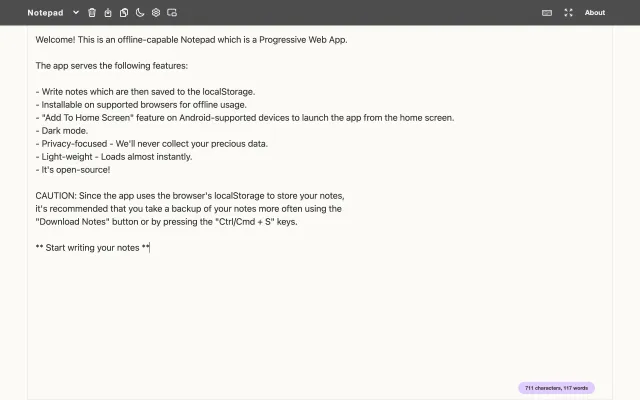 Notepad
About
Welcome! This is an offline-capable Notepad which is a Progressive Web App.
The app serves the following features:
- Write notes which are then saved to the localStorage.
- Installable on supported browsers for offline usage.
- "Add To Home Screen" feature on Android-supported devices to launch the app from the home screen.
- Dark mode.
- Privacy-focused - We'll never collect your precious data.
- Light-weight - Loads almost instantly.
- It's open-source!
CAUTION: Since the app uses the browser's localStorage to store your notes,
it's recommended that you take a backup of your notes more often using the
"Download Notes" button or by pressing the "Ctrl/Cmd + S" keys.
** Start writing your notes **
711 characters, 117 words